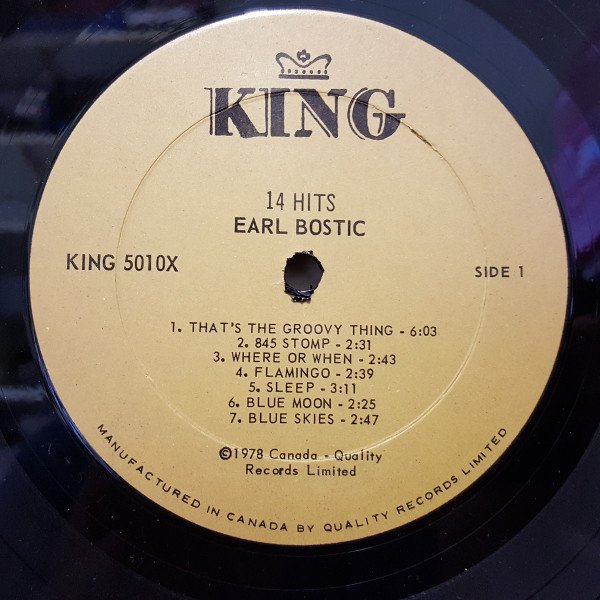 KING
14 HITS
EARL BOSTIC
KING 5010X
SIDE 1
1. THAT'S THE GROOVY THING - 6:03
2. 845 STOMP - 2:31
3. WHERE OR WHEN - 2:43
4. FLAMINGO - 2:39
5. SLEEP - 3:11
6. BLUE MOON - 2:25
7. BLUE SKIES - 2:47
©1978 Canada - Quality
Records Limited
MANUFACTURED IN CANADA BY QUALITY RECORDS LIMITED